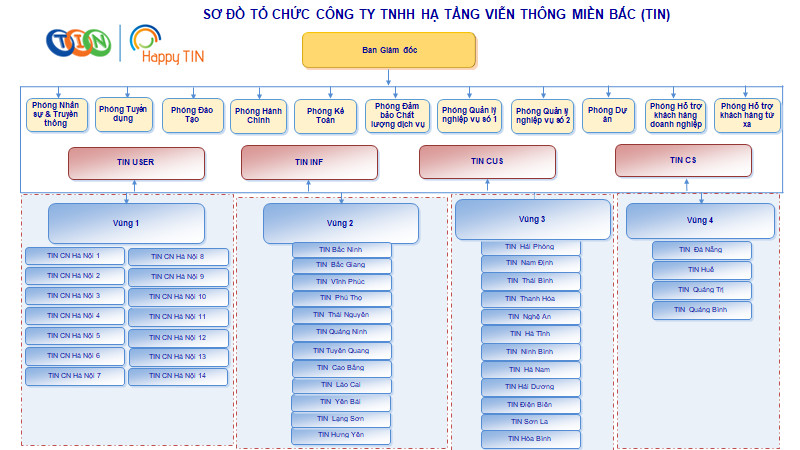 SƠ ĐỒ TỔ CHỨC CÔNG TY TNHH HẠ TẦNG VIỄN THÔNG MIỀN BẮC (TIN)
TIN
Happy TIN
Ban Giám đốc
Phòng Nhân
sự & Truyền
thông
Phòng Tuyển
dụng
Phòng Đào
Tạo
Phòng Hành
Chính
Phòng Kế
Toán
Phòng Đảm
bảo Chất
lượng dịch vụ
Phòng Quản lý
nghiệp vụ số 1
Phòng Quản lý
nghiệp vụ số 2
Phòng Dự
án
Phòng Hỗ trợ
khách hàng
doanh nghiệp
Phòng Hỗ trợ
khách hàng từ
xa
TIN USER
TIN INF
TIN CUS
TIN CS
Vùng 1
TIN CN Hà Nội 1
TIN CN Hà Nội 2
TIN CN Hà Nội 3
TIN CN Hà Nội 4
TIN CN Hà Nội 5
TIN CN Hà Nội 6
TIN CN Hà Nội 7
TIN CN Hà Nội 8
TIN CN Hà Nội 9
TIN CN Hà Nội 10
TIN CN Hà Nội 11
TIN CN Hà Nội 12
TIN CN Hà Nội 13
TIN CN Hà Nội 14
Vùng 2
TIN Bắc Ninh
TIN Bắc Giang
TIN Vĩnh Phúc
TIN Phú Thọ
TIN Thái Nguyên
TIN Quảng Ninh
TIN Tuyên Quang
TIN Cao Bằng
TIN Lào Cai
TIN Yên Bái
TIN Lạng Sơn
TIN Hưng Yên
Vùng 3
TIN Hải Phòng
TIN Nam Định
TIN Thái Bình
TIN Thanh Hóa
TIN Nghệ An
TIN Hà Tĩnh
TIN Ninh Bình
TIN Hà Nam
TIN Hải Dương
TIN Điện Biên
TIN Sơn La
TIN Hòa Bình
Vùng 4
TIN Đà Nẵng
TIN Huế
TIN Quảng Trị
TIN Quảng Bình